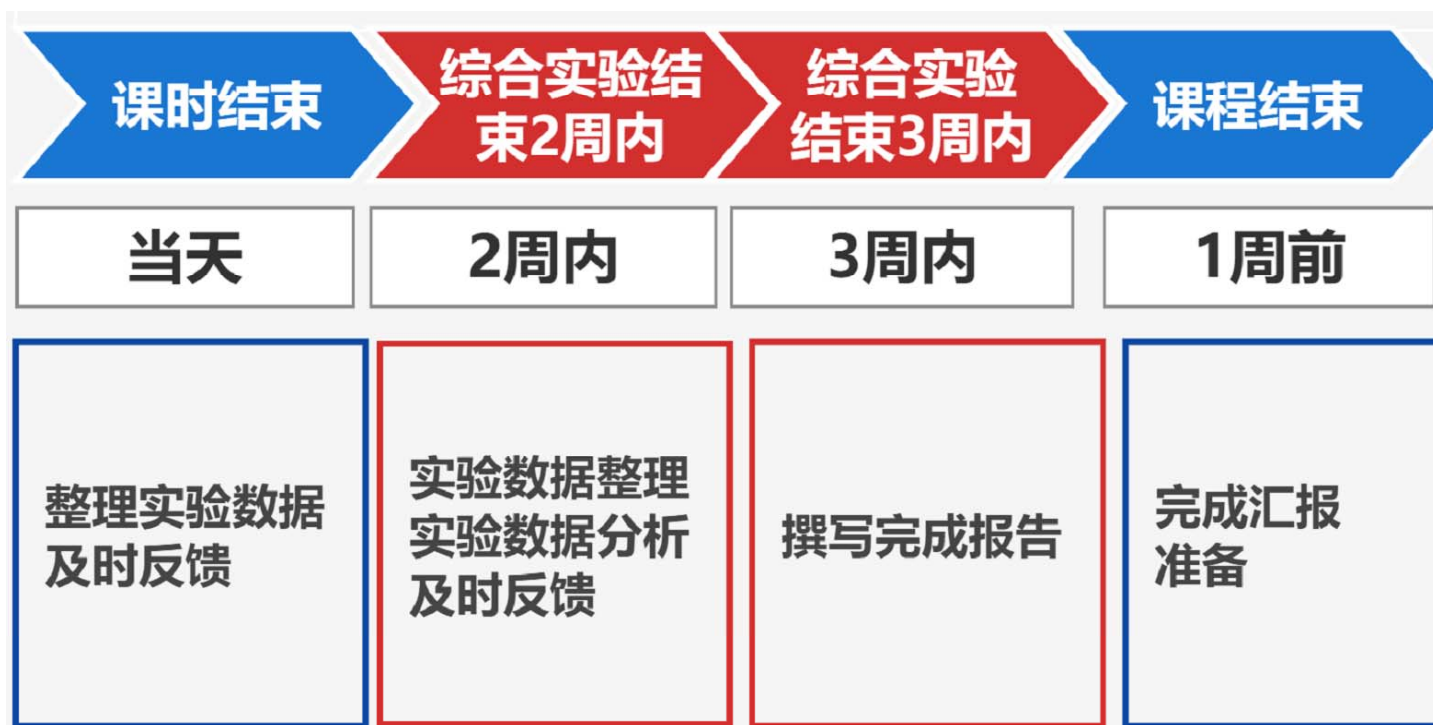 课时结束
综合实验结
束2周内
综合实验
结束3周内
课程结束
当天
2周内
3周内
1周前
整理实验数据
及时反馈
实验数据整理
实验数据分析
及时反馈
撰写完成报告
完成汇报
准备